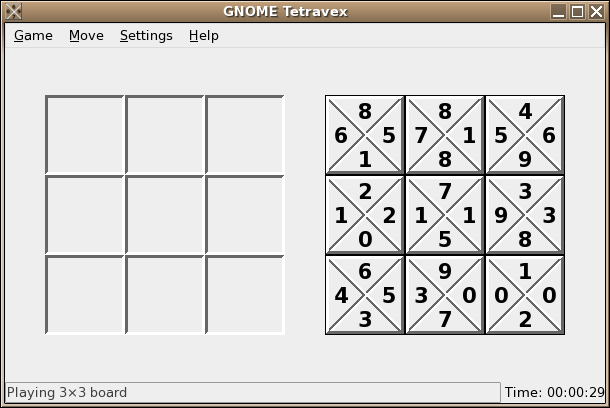 GNOME Tetravex
Game Move Settings Help
8 8 4
6 5 7 1 5 6
1 8 9
2 7 3
1 2 1 1 9 3
0 5 8
6 9 1
4 5 3 0 0 0
3 7 2
Playing 3×3 board Time: 00:00:29